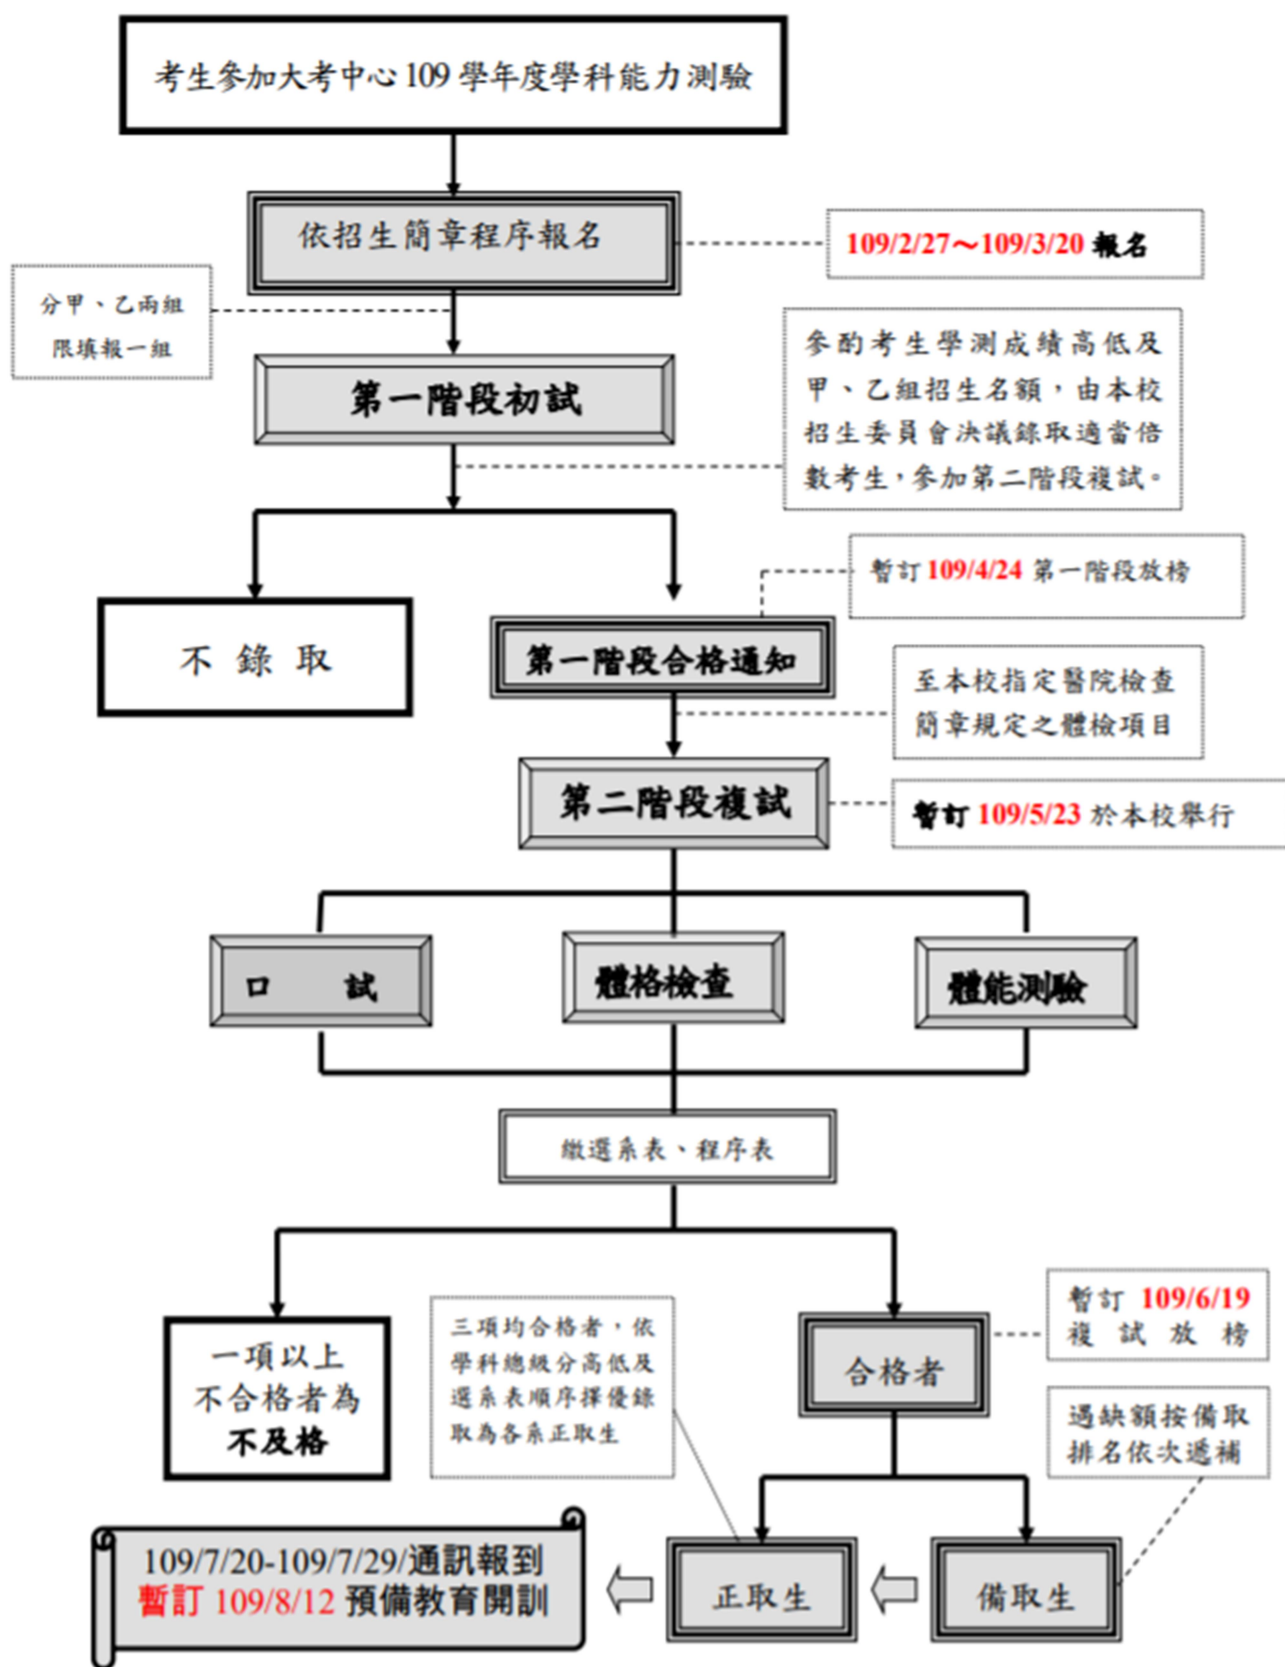 考生參加大考中心 109 學年度學科能力測驗
依招生簡章程序報名
109/2/27～109/3/20 報名
分甲、乙兩組
限填報一組
第一階段初試
參酌考生學測成績高低及
甲、乙組招生名額，由本校
招生委員會決議錄取適當倍
數考生，參加第二階段複試。
暫訂 109/4/24 第一階段放榜
不 錄 取
第一階段合格通知
至本校指定醫院檢查
簡章規定之體檢項目
第二階段複試
暫訂 109/5/23 於本校舉行
口 試
體格檢查
體能測驗
繳選系表、程序表
一項以上
不合格者為
不及格
三項均合格者，依
學科總級分高低及
選系表順序擇優錄
取為各系正取生
合格者
暫訂 109/6/19
複試放榜
遇缺額按備取
排名依次遞補
109/7/20-109/7/29/通訊報到
暫訂 109/8/12 預備教育開訓
正取生
備取生